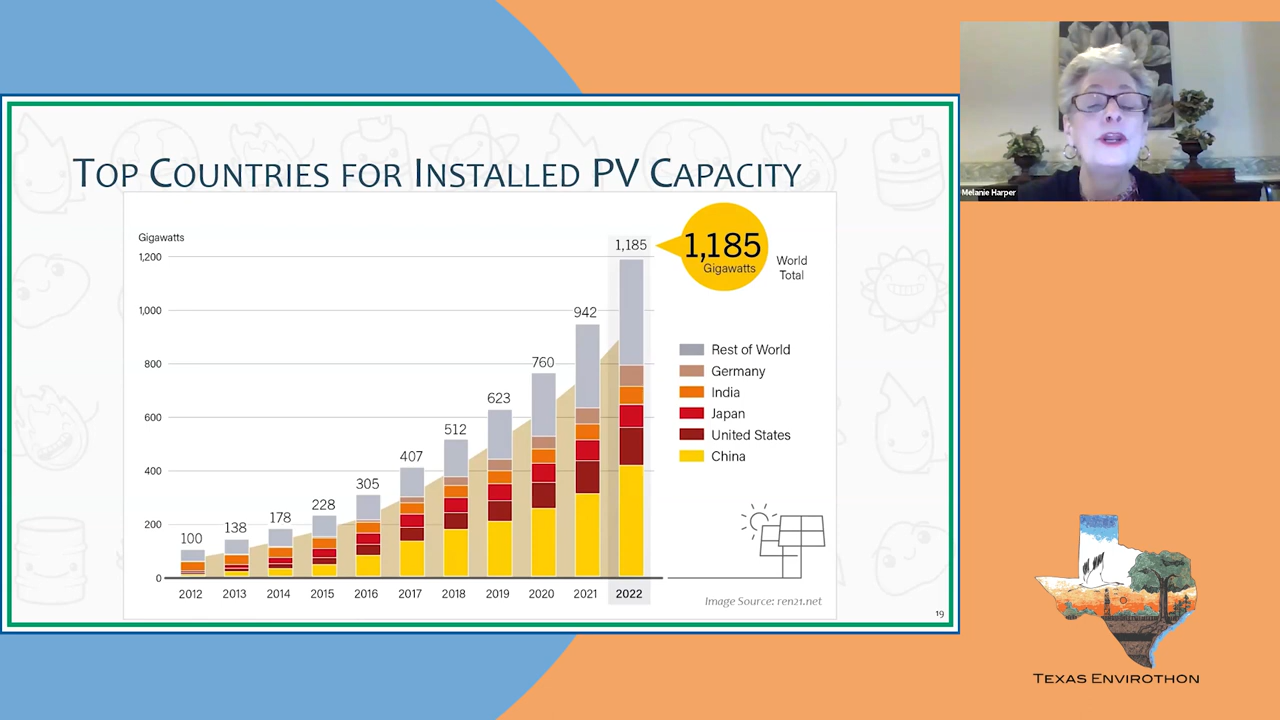 TOP COUNTRIES FOR INSTALLED PV CAPACITY
Gigawatts
1,200
1,000
800
600
400
200
0
100
138
178
228
305
407
512
623
760
942
1,185
2012
2013
2014
2015
2016
2017
2018
2019
2020
2021
2022
1,185
Gigawatts
World
Total
Rest of World
Germany
India
Japan
United States
China
Image Source: ren21.net
19
Melanie Harper
TEXAS ENVIROTHON